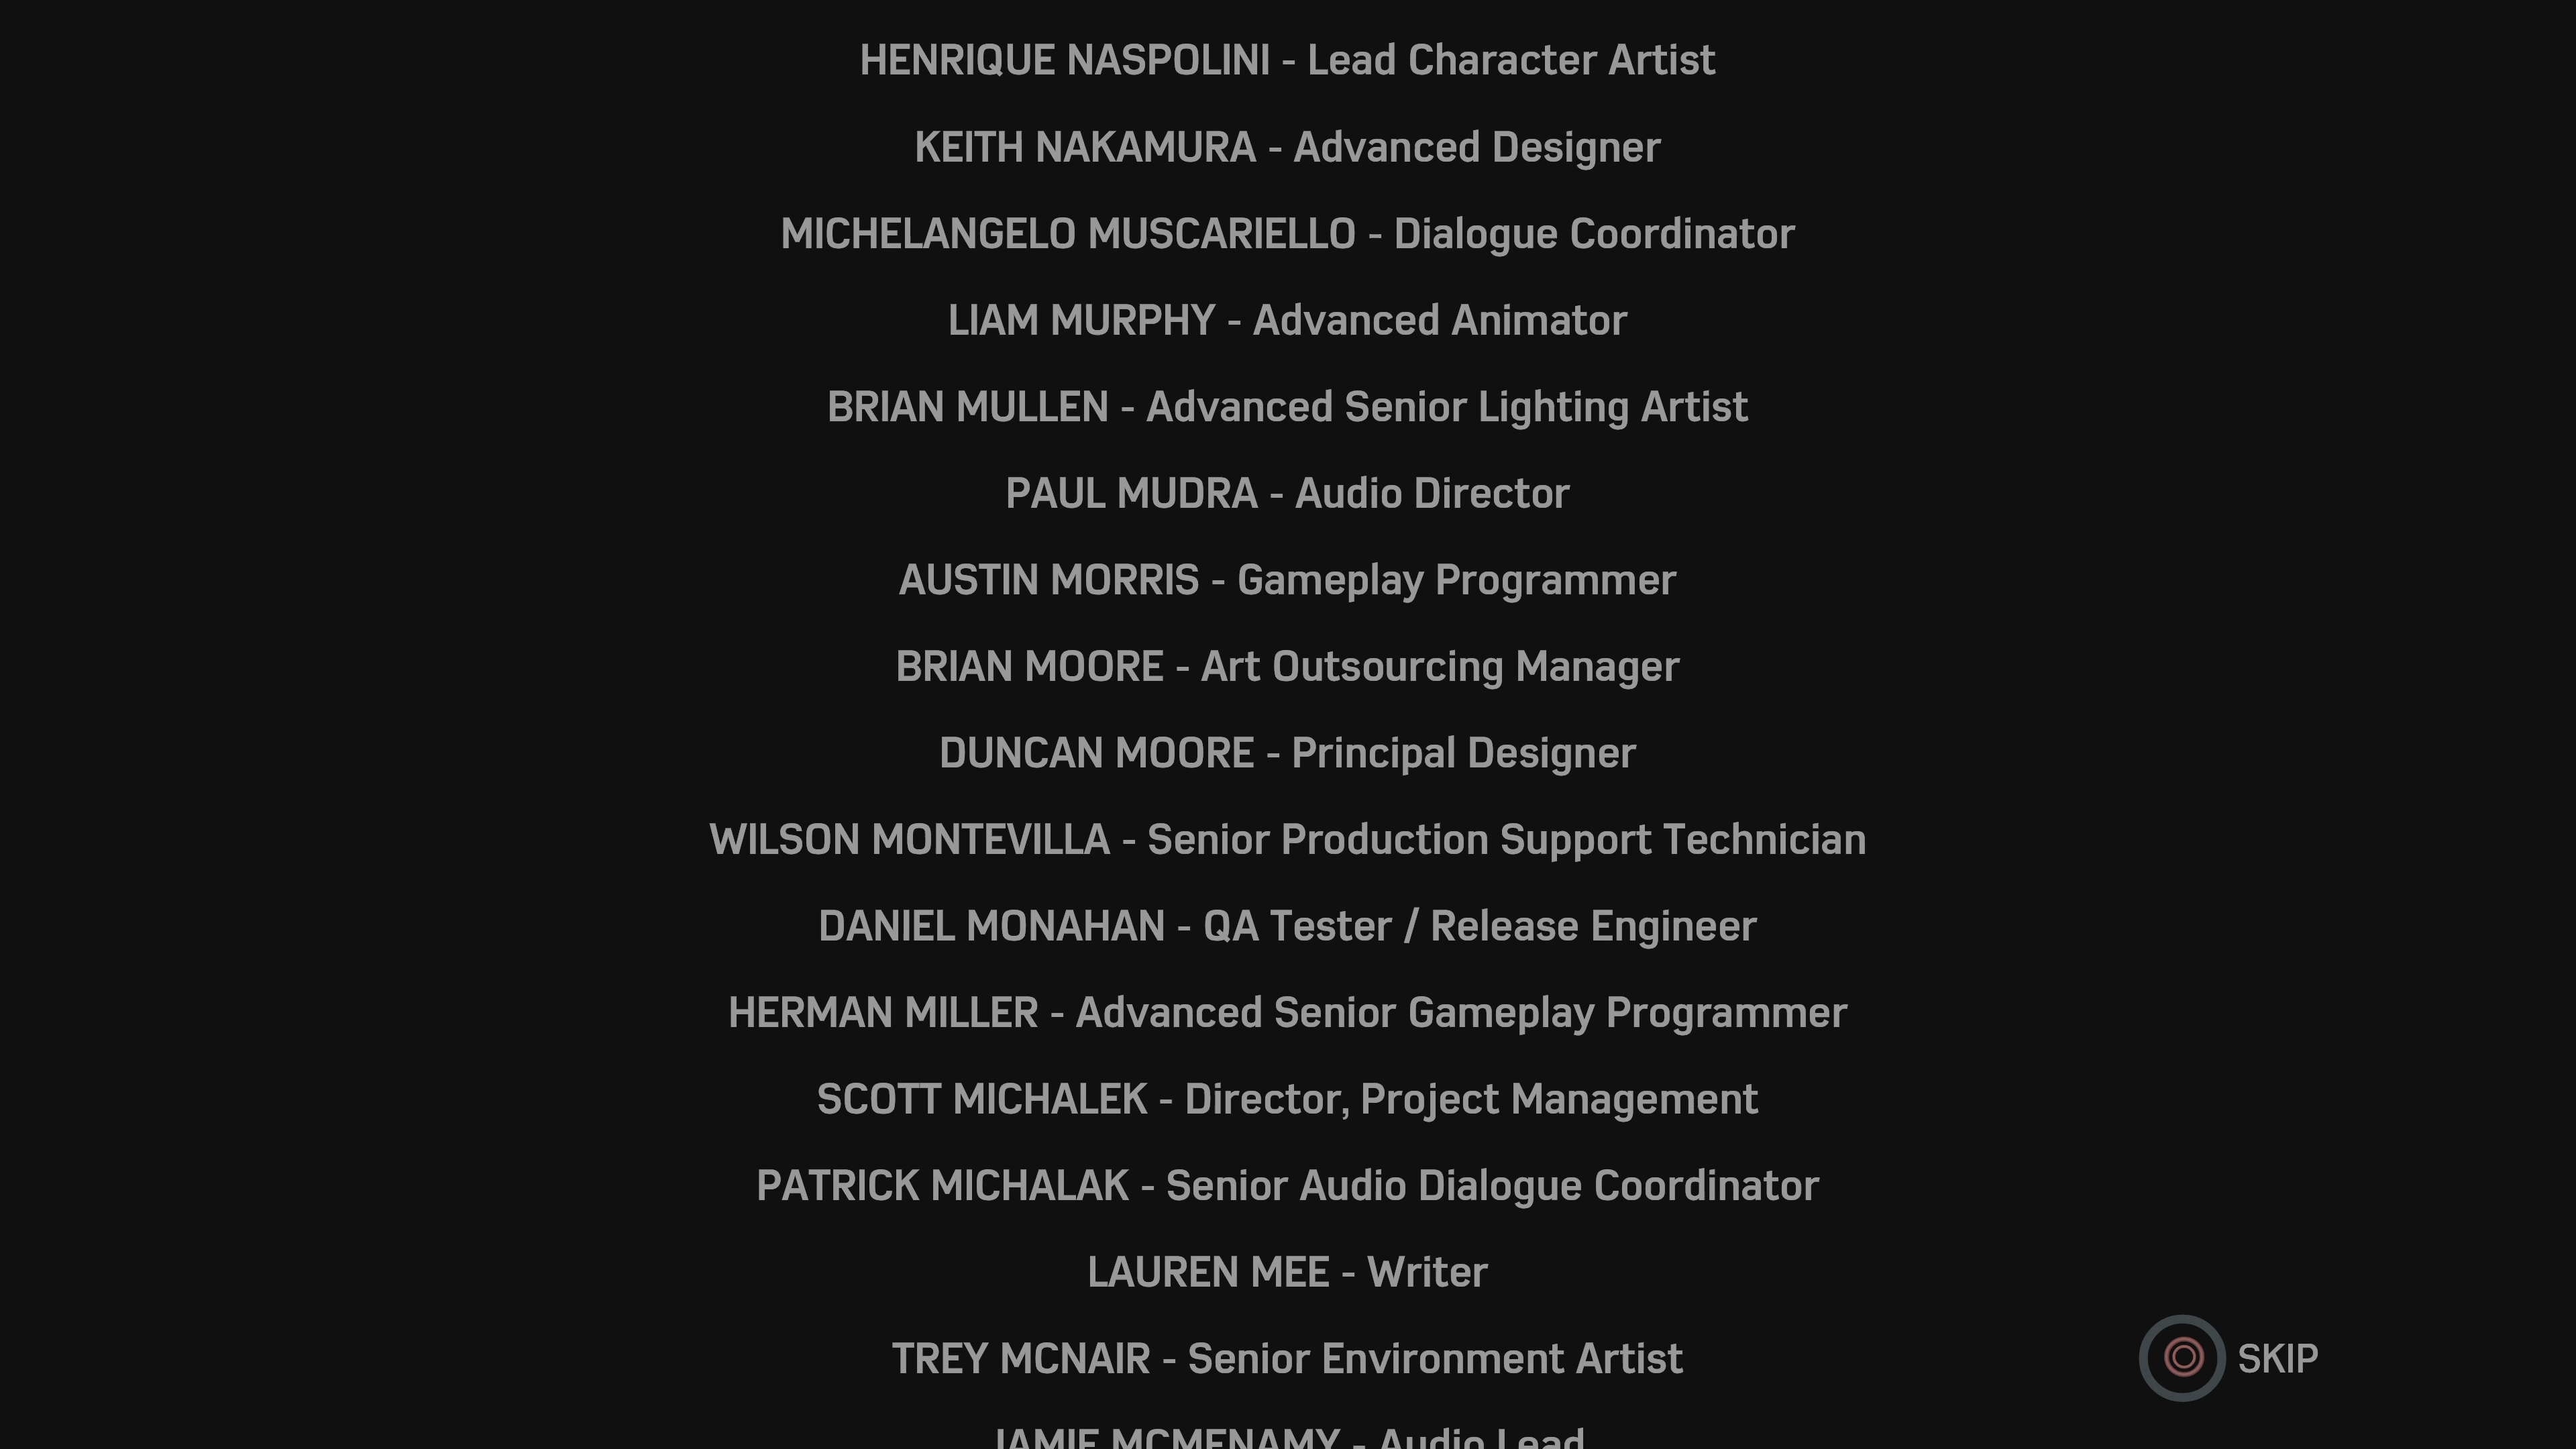 HENRIQUE NASPOLINI - Lead Character Artist
KEITH NAKAMURA - Advanced Designer
MICHELANGELO MUSCARIELLO - Dialogue Coordinator
LIAM MURPHY - Advanced Animator
BRIAN MULLEN - Advanced Senior Lighting Artist
PAUL MUDRA - Audio Director
AUSTIN MORRIS - Gameplay Programmer
BRIAN MOORE - Art Outsourcing Manager
DUNCAN MOORE - Principal Designer
WILSON MONTEVILLA - Senior Production Support Technician
DANIEL MONAHAN - QA Tester / Release Engineer
HERMAN MILLER - Advanced Senior Gameplay Programmer
SCOTT MICHALEK - Director, Project Management
PATRICK MICHALAK - Senior Audio Dialogue Coordinator
LAUREN MEE - Writer
TREY MCNAIR - Senior Environment Artist
SKIP
JAMIE MCMENAMY - Audio Lead